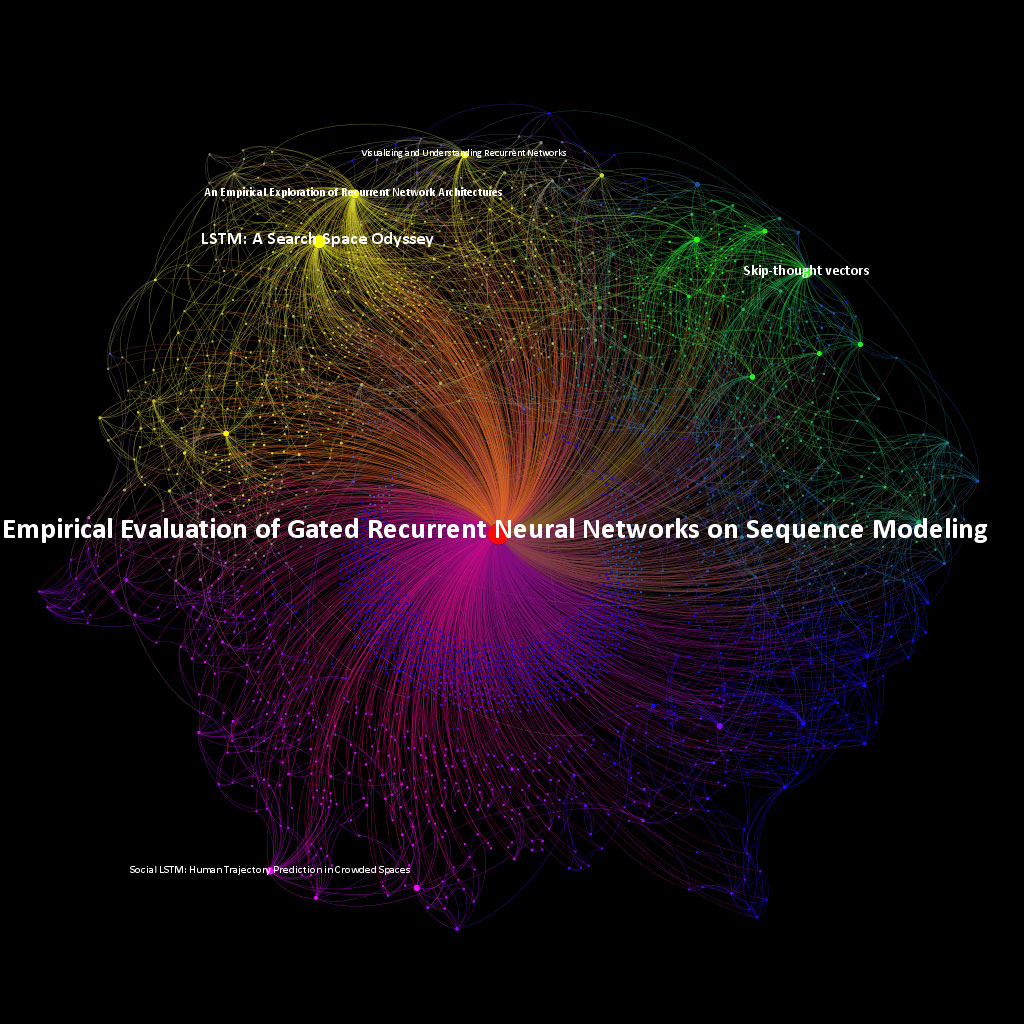 Visualizing and Understanding Recurrent Networks
An Empirical Exploration of Recurrent Network Architectures
LSTM: A Search Space Odyssey
Skip-thought vectors
Empirical Evaluation of Gated Recurrent Neural Networks on Sequence Modeling
Social LSTM: Human Trajectory Prediction in Crowded Spaces